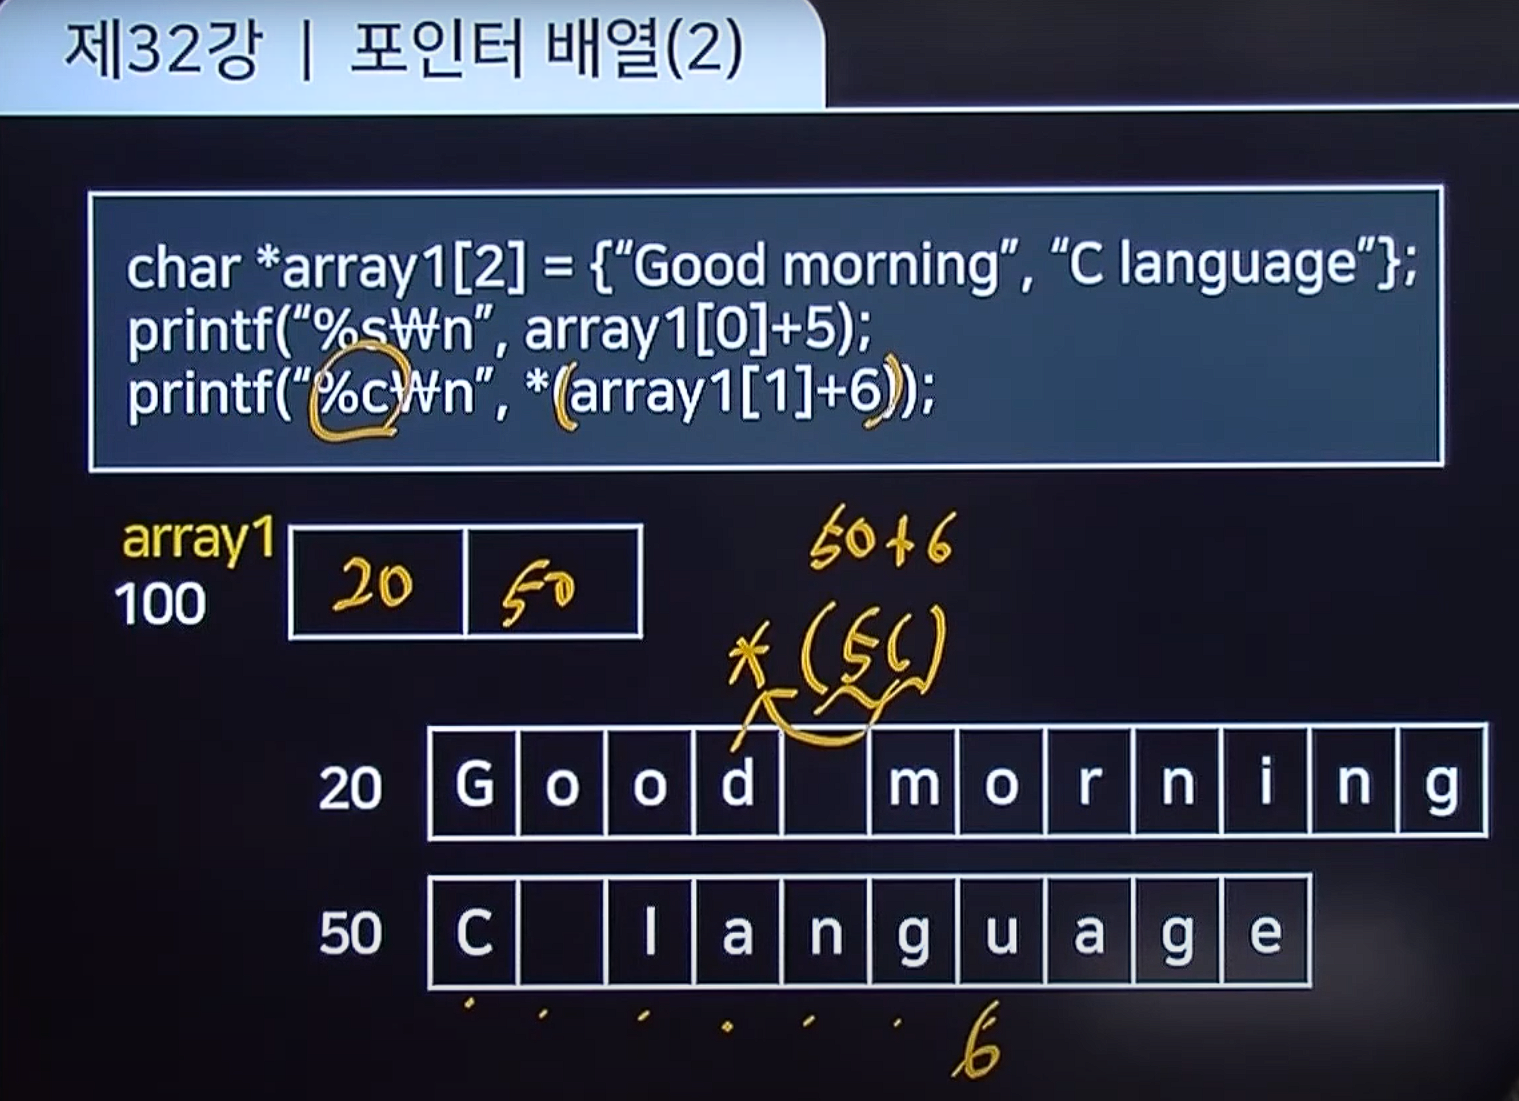 제32강 | 포인터 배열(2)
char *array1[2] = {“Good morning”, “C language”};
printf(“%s₩n”, array1[0]+5);
printf(“%c₩n”, *(array1[1]+6));
array1
100
20 50
50+6
*(56)
20 G o o d m o r n i n g
50 C l a n g u a g e
6